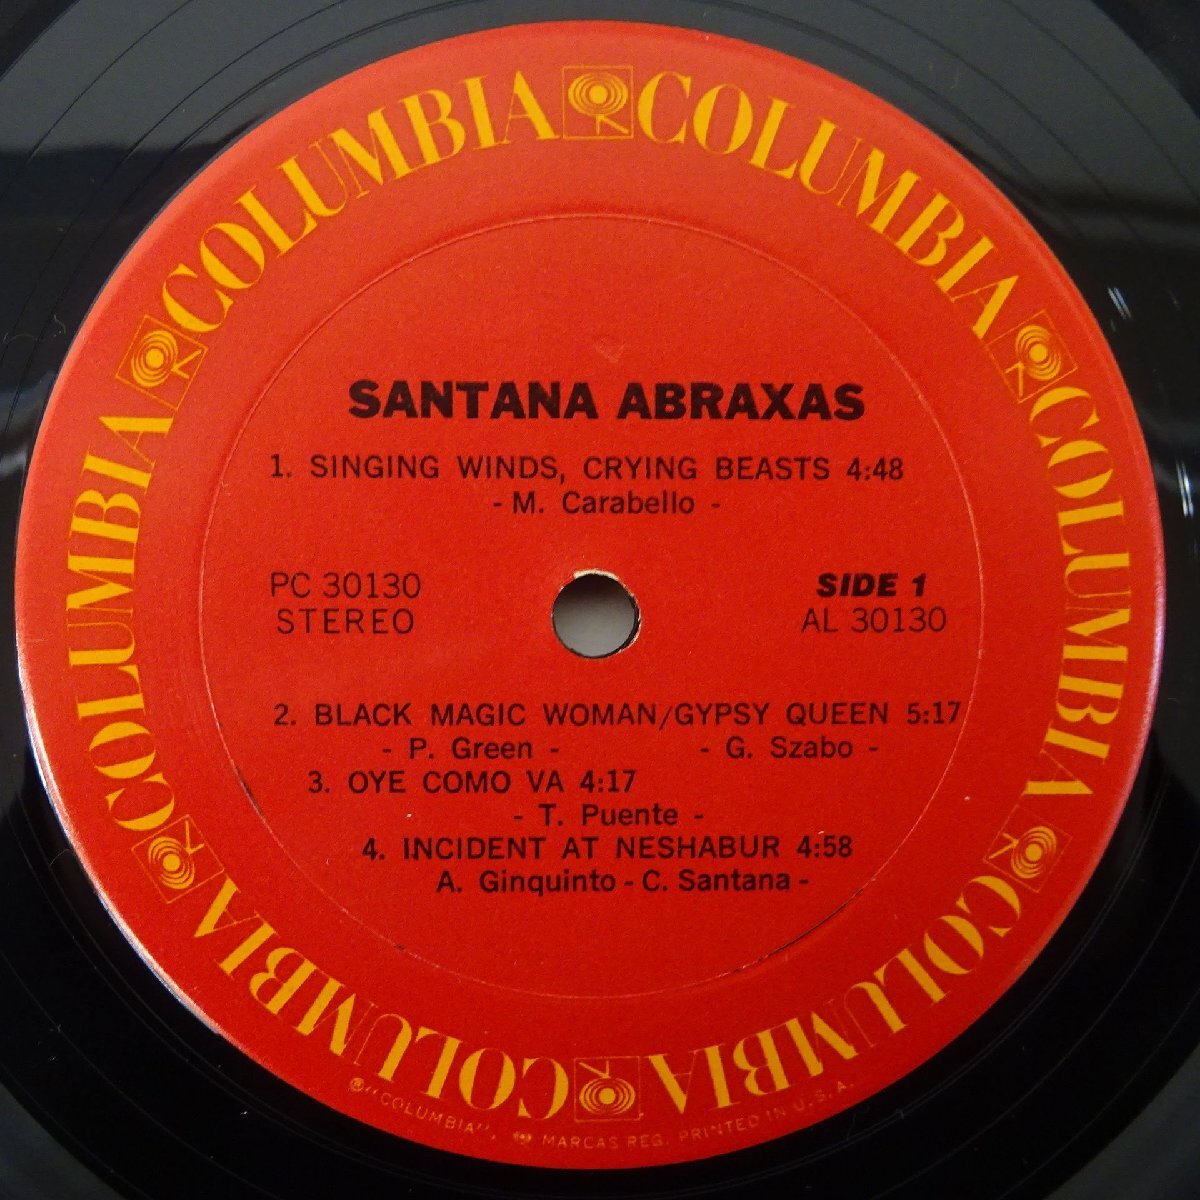 COLUMBIA COLUMBIA COLUMBIA COLUMBIA COLUMBIA COLUMBIA
SANTANA ABRAXAS
1. SINGING WINDS, CRYING BEASTS 4:48
- M. Carabello -
PC 30130
STEREO
SIDE 1
AL 30130
2. BLACK MAGIC WOMAN/GYPSY QUEEN 5:17
- P. Green - - G. Szabo -
3. OYE COMO VA 4:17
- T. Puente -
4. INCIDENT AT NESHABUR 4:58
A. Ginquinto - C. Santana -
® "COLUMBIA", MARCAS REG. PRINTED IN U.S.A.